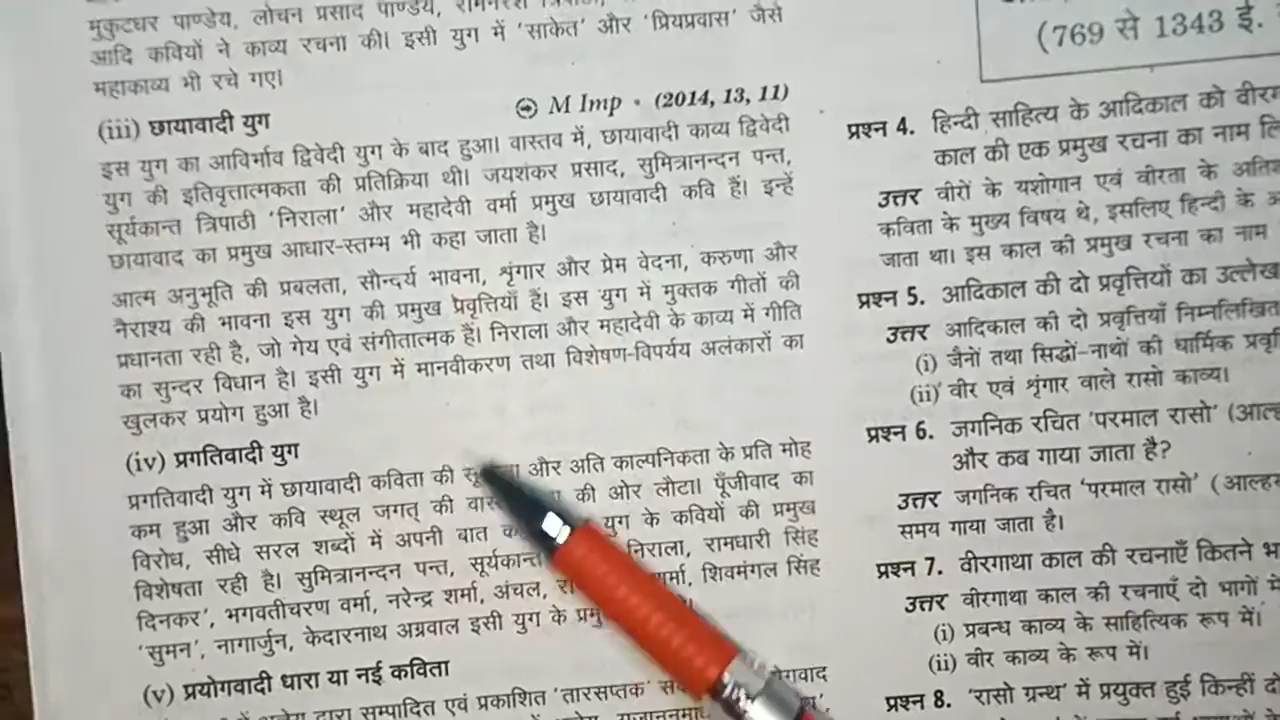 मुकुटधर पाण्डेय, लोचन प्रसाद पाण्डेय,
आदि कवियों ने काव्य रचना की। इसी युग में 'साकेत' और 'प्रियप्रवास' जैसे
महाकाव्य भी रचे गए।
M Imp • (2014, 13, 11)
(iii) छायावादी युग
इस युग का आविर्भाव द्विवेदी युग के बाद हुआ। वास्तव में, छायावादी काव्य द्विवेदी
युग की इतिवृत्तात्मकता की प्रतिक्रिया थी। जयशंकर प्रसाद, सुमित्रानन्दन पन्त,
सूर्यकान्त त्रिपाठी 'निराला' और महादेवी वर्मा प्रमुख छायावादी कवि हैं। इन्हें
छायावाद का प्रमुख आधार-स्तम्भ भी कहा जाता है।
आत्म अनुभूति की प्रबलता, सौन्दर्य भावना, शृंगार और प्रेम वेदना, करुणा और
नैराश्य की भावना इस युग की प्रमुख प्रवृत्तियाँ हैं। इस युग में मुक्तक गीतों की
प्रधानता रही है, जो गेय एवं संगीतात्मक हैं। निराला और महादेवी के काव्य में गीति
का सुन्दर विधान है। इसी युग में मानवीकरण तथा विशेषण-विपर्यय अलंकारों का
खुलकर प्रयोग हुआ है।
(iv) प्रगतिवादी युग
प्रगतिवादी युग में छायावादी कविता की और अति काल्पनिकता के प्रति मोह
कम हुआ और कवि स्थूल जगत् की की ओर लौटा। पूँजीवाद का
विरोध, सीधे सरल शब्दों में अपनी बात युग के कवियों की प्रमुख
विशेषता रही है। सुमित्रानन्दन पन्त, सूर्यकान्त निराला, रामधारी सिंह
दिनकर', भगवतीचरण वर्मा, नरेन्द्र शर्मा, अंचल, शर्मा, शिवमंगल सिंह
'सुमन', नागार्जुन, केदारनाथ अग्रवाल इसी युग के
(v) प्रयोगवादी धारा या नई कविता
द्वारा सम्पादित एवं प्रकाशित 'तारसप्तक'
(769 से 1343 ई.
प्रश्न 4. हिन्दी साहित्य के आदिकाल को
काल की एक प्रमुख रचना का नाम
उत्तर वीरों के यशोगान एवं वीरता के
कविता के मुख्य विषय थे, इसलिए हिन्दी के
जाता था। इस काल की प्रमुख रचना का नाम
प्रश्न 5. आदिकाल की दो प्रवृत्तियों का उल्लेख
उत्तर आदिकाल की दो प्रवृत्तियाँ निम्नलिखित
(i) जैनों तथा सिद्धों-नाथों की धार्मिक
(ii) वीर एवं शृंगार वाले रासो काव्य।
प्रश्न 6. जगनिक रचित 'परमाल रासो'
और कब गाया जाता है?
उत्तर जगनिक रचित 'परमाल रासो'
समय गाया जाता है।
प्रश्न 7. वीरगाथा काल की रचनाएँ कितने
उत्तर वीरगाथा काल की रचनाएँ दो भागों
(i) प्रबन्ध काव्य के साहित्यिक रूप में।
(ii) वीर काव्य के रूप में।
प्रश्न 8. 'रासो ग्रन्थ' में प्रयुक्त हुई किन्हीं